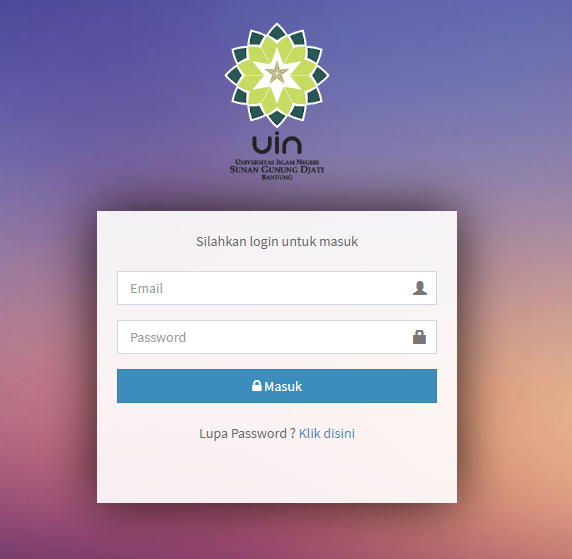 uin
UNIVERSITAS ISLAM NEGERI
SUNAN GUNUNG DJATI
BANDUNG
Silahkan login untuk masuk
Email
Password
Masuk
Lupa Password ? Klik disini